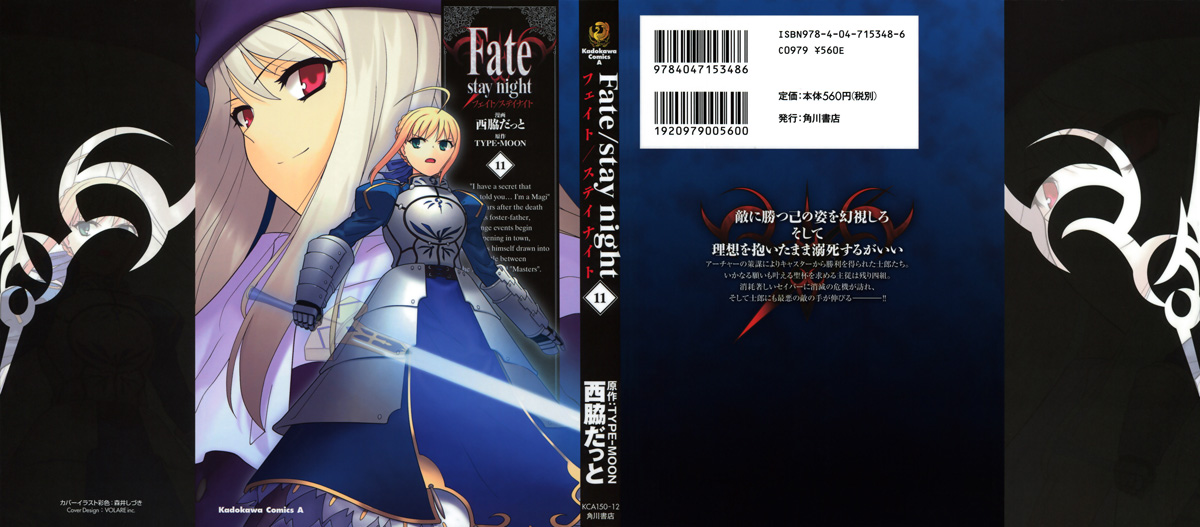 カバーイラスト彩色：森井しづき
Cover Design： VOLARE inc.
Fate
stay night
フェイト/ステイナイト
漫画
西脇だっと
原作
TYPE-MOON
11
"I have a secret that
told you… I'm a Magi"
ars after the death
foster-father,
events begin
ening in town,
himself drawn into
between
"Masters".
Kadokawa Comics A
Kadokawa
Comics
A
Fate/stay night
フェイト/ステイナイト
11
原作：TYPE-MOON
西脇だっと
KCA150-12
角川書店
9784047153486
1920979005600
ISBN978-4-04-715348-6
C0979 ¥560E
定価：本体560円(税別)
発行：角川書店
敵に勝つ己の姿を幻視しろ
そして
理想を抱いたまま溺死するがいい
アーチャーの策謀によりキャスターから勝利を得られた士郎たち。
いかなる願いも叶える聖杯を求める主従は残り四組。
消耗著しいセイバーに消滅の危機が訪れ、
そして士郎にも最悪の敵の手が伸びる―――!!